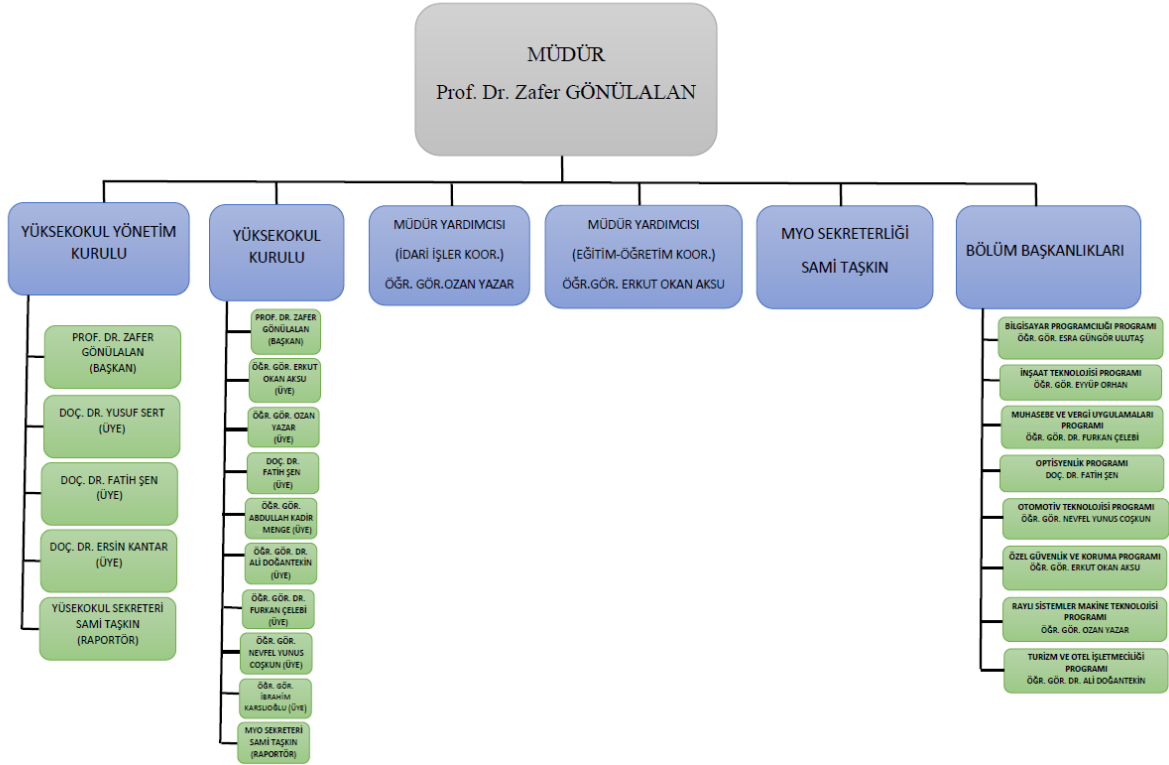 MÜDÜR
Prof. Dr. Zafer GÖNÜLALAN
YÜKSEKOKUL YÖNETİM
KURULU
PROF. DR. ZAFER
GÖNÜLALAN
(BAŞKAN)
DOÇ. DR. YUSUF SERT
(ÜYE)
DOÇ. DR. FATİH ŞEN
(ÜYE)
DOÇ. DR. ERSİN KANTAR
(ÜYE)
YÜSEKOKUL SEKRETERİ
SAMİ TAŞKIN
(RAPORTÖR)
YÜKSEKOKUL
KURULU
PROF. DR. ZAFER
GÖNÜLALAN
(BAŞKAN)
ÖĞR. GÖR. ERKUT
OKAN AKSU
(ÜYE)
ÖĞR. GÖR. OZAN
YAZAR
(ÜYE)
DOÇ. DR.
FATİH ŞEN
(ÜYE)
ÖĞR. GÖR.
ABDULLAH KADİR
MENGE (ÜYE)
ÖĞR. GÖR. DR.
ALİ DOĞANTEKİN
(ÜYE)
ÖĞR. GÖR. DR.
FURKAN ÇELEBİ
(ÜYE)
ÖĞR. GÖR.
NEVFEL YUNUS
COŞKUN (ÜYE)
ÖĞR. GÖR.
İBRAHİM
KARSLIOĞLU (ÜYE)
MYO SEKRETERİ
SAMİ TAŞKIN
(RAPORTÖR)
MÜDÜR YARDIMCISI
(İDARİ İŞLER KOOR.)
ÖĞR. GÖR.OZAN YAZAR
MÜDÜR YARDIMCISI
(EĞİTİM-ÖĞRETİM KOOR.)
ÖĞR.GÖR. ERKUT OKAN AKSU
MYO SEKRETERLİĞİ
SAMİ TAŞKIN
BÖLÜM BAŞKANLIKLARI
BİLGİSAYAR PROGRAMCILIĞI PROGRAMI
ÖĞR. GÖR. ESRA GÜNGÖR ULUTAŞ
İNŞAAT TEKNOLOJİSİ PROGRAMI
ÖĞR. GÖR. EYYÜP ORHAN
MUHASEBE VE VERGİ UYGULAMALARI
PROGRAMI
ÖĞR. GÖR. DR. FURKAN ÇELEBİ
OPTİSYENLİK PROGRAMI
DOÇ. DR. FATİH ŞEN
OTOMOTİV TEKNOLOJİSİ PROGRAMI
ÖĞR. GÖR. NEVFEL YUNUS COŞKUN
ÖZEL GÜVENLİK VE KORUMA PROGRAMI
ÖĞR. GÖR. ERKUT OKAN AKSU
RAYLI SİSTEMLER MAKİNE TEKNOLOJİSİ
PROGRAMI
ÖĞR. GÖR. OZAN YAZAR
TURİZM VE OTEL İŞLETMECİLİĞİ
PROGRAMI
ÖĞR. GÖR. DR. ALİ DOĞANTEKİN